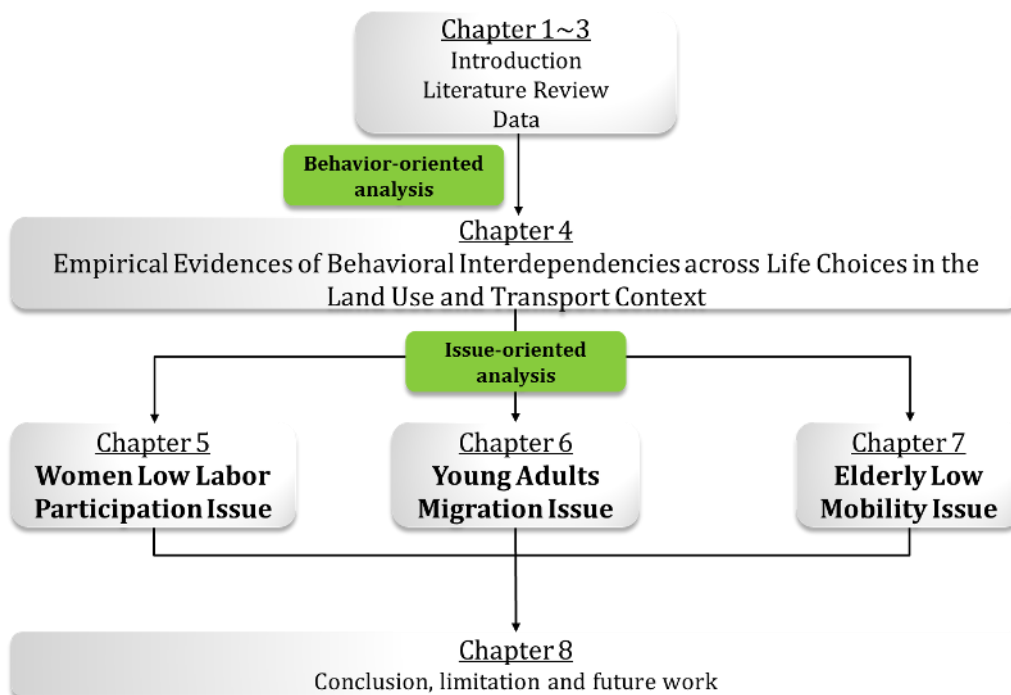 Chapter 1~3
Introduction
Literature Review
Data
Behavior-oriented
analysis
Chapter 4
Empirical Evidences of Behavioral Interdependencies across Life Choices in the
Land Use and Transport Context
Issue-oriented
analysis
Chapter 5
Women Low Labor
Participation Issue
Chapter 6
Young Adults
Migration Issue
Chapter 7
Elderly Low
Mobility Issue
Chapter 8
Conclusion, limitation and future work